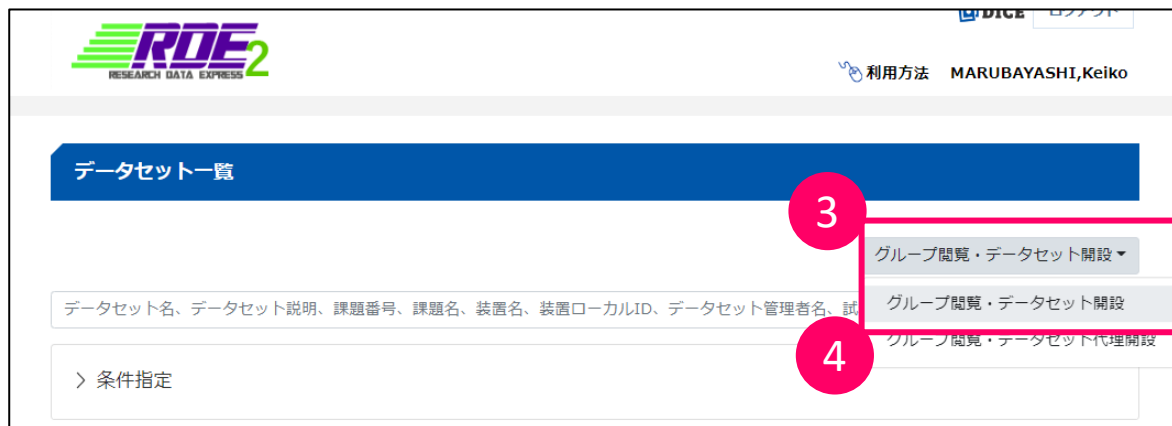 DICE ログアウト
RDE2
RESEARCH DATA EXPRESS
利用方法 MARUBAYASHI,Keiko
データセット一覧
3
グループ閲覧・データセット開設
データセット名、データセット説明、課題番号、課題名、装置名、装置ローカルID、データセット管理者名、試
グループ閲覧・データセット開設
4
グループ閲覧・データセット代理開設
条件指定